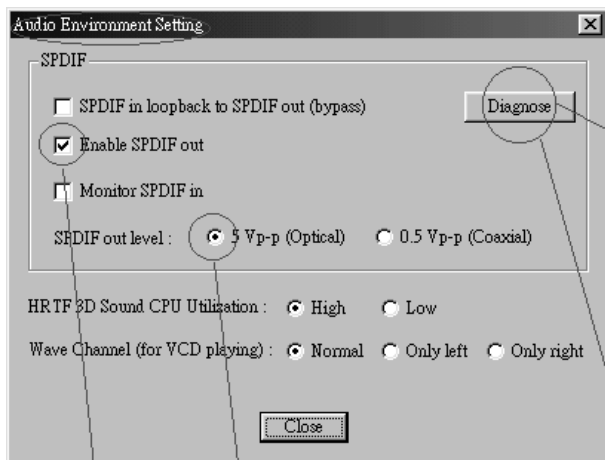 Audio Environment Setting
SPDIF
SPDIF in loopback to SPDIF out (bypass)
Diagnose
Enable SPDIF out
Monitor SPDIF in
SPDIF out level : 5 Vp-p (Optical) 0.5 Vp-p (Coaxial)
HRTF 3D Sound CPU Utilization : High Low
Wave Channel (for VCD playing) : Normal Only left Only right
Close